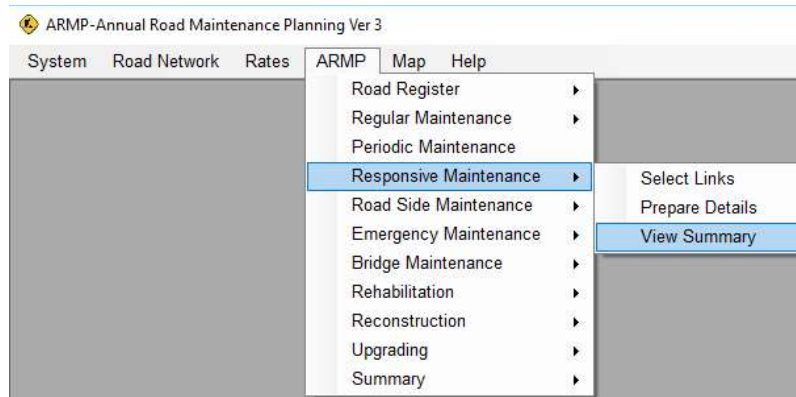 ARMP-Annual Road Maintenance Planning Ver 3
System Road Network Rates ARMP Map Help
Road Register
Regular Maintenance
Periodic Maintenance
Responsive Maintenance
Select Links
Road Side Maintenance
Prepare Details
Emergency Maintenance
View Summary
Bridge Maintenance
Rehabilitation
Reconstruction
Upgrading
Summary